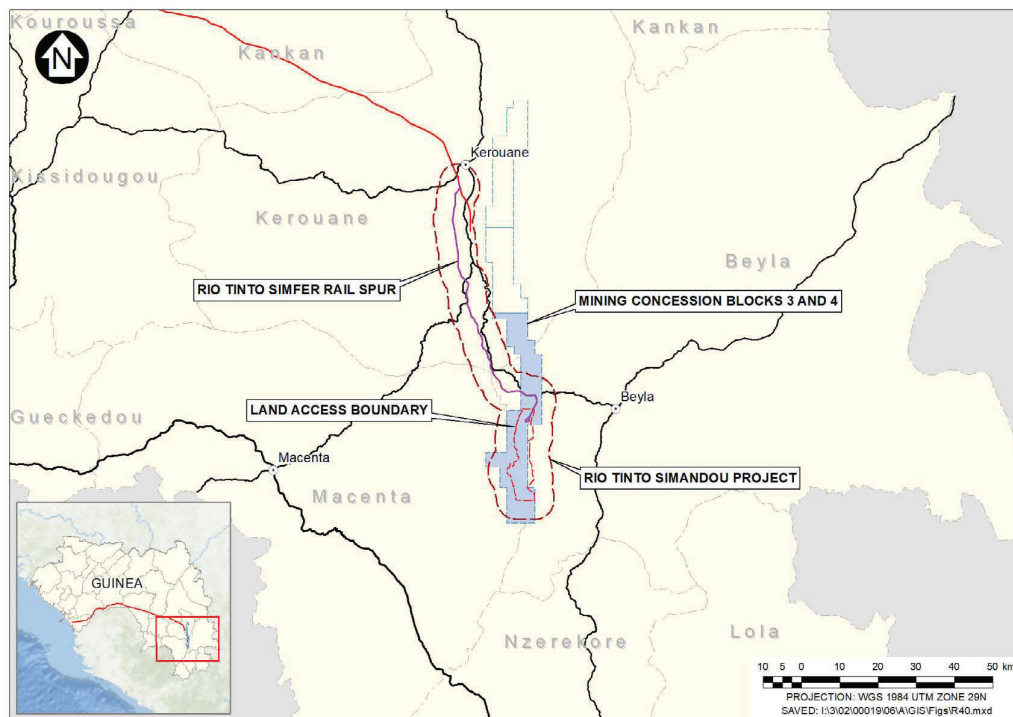 Kouroussa
N
Kankan
Kankan
Kerouane
Kissidougou
Kerouane
Beyla
RIO TINTO SIMFER RAIL SPUR
MINING CONCESSION BLOCKS 3 AND 4
LAND ACCESS BOUNDARY
Beyla
Gueckedou
Macenta
RIO TINTO SIMANDOU PROJECT
Macenta
GUINEA
Nzerekore
Lola
10 5 0 10 20 30 40 50 km
PROJECTION: WGS 1984 UTM ZONE 29N
SAVED: I:\3\02\00019\06\A\GIS\Figs\R40.mxd